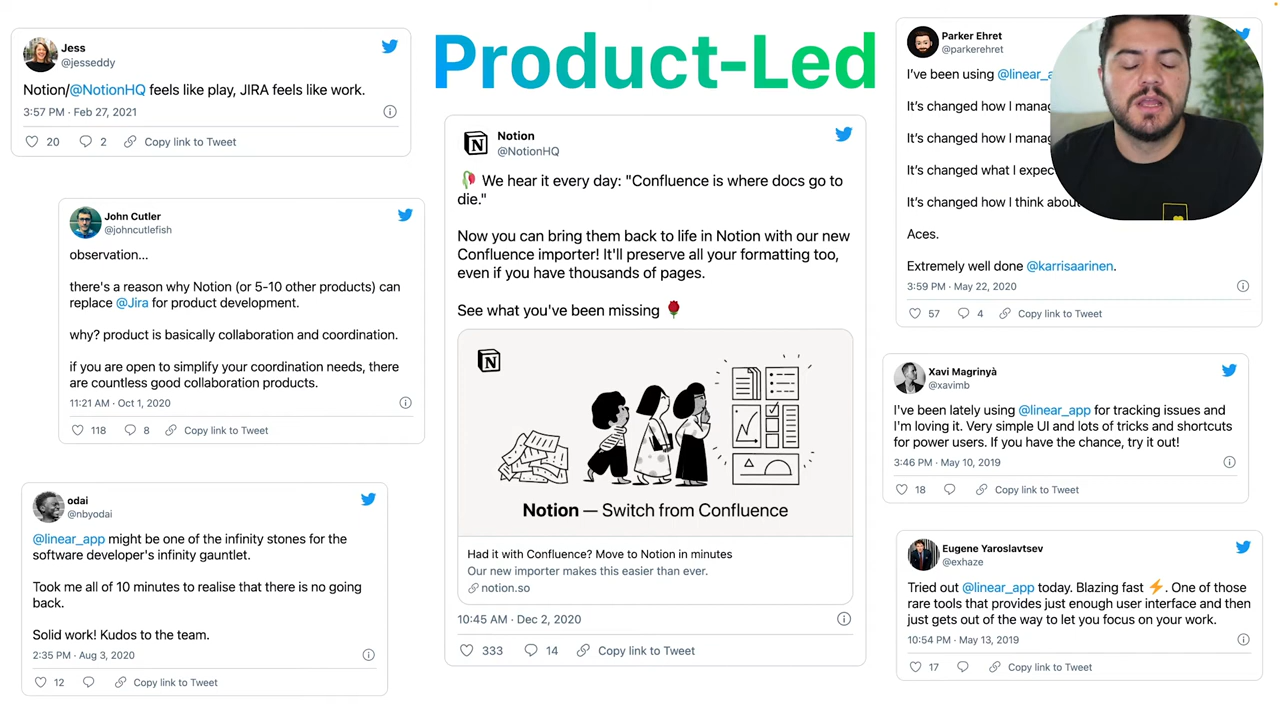 Product-Led
Jess
@jesseddy
Notion/@NotionHQ feels like play, JIRA feels like work.
3:57 PM · Feb 27, 2021
20 2 Copy link to Tweet
John Cutler
@johncutlefish
observation...
there's a reason why Notion (or 5-10 other products) can
replace @Jira for product development.
why? product is basically collaboration and coordination.
if you are open to simplify your coordination needs, there
are countless good collaboration products.
11:21 AM · Oct 1, 2020
118 8 Copy link to Tweet
odai
@nbyodai
@linear_app might be one of the infinity stones for the
software developer's infinity gauntlet.
Took me all of 10 minutes to realise that there is no going
back.
Solid work! Kudos to the team.
2:35 PM · Aug 3, 2020
12 Copy link to Tweet
Notion
@NotionHQ
We hear it every day: "Confluence is where docs go to
die."
Now you can bring them back to life in Notion with our new
Confluence importer! It'll preserve all your formatting too,
even if you have thousands of pages.
See what you've been missing
N
Notion — Switch from Confluence
Had it with Confluence? Move to Notion in minutes
Our new importer makes this easier than ever.
notion.so
10:45 AM · Dec 2, 2020
333 14 Copy link to Tweet
Parker Ehret
@parkerehret
I've been using
It's changed how I
It's changed how I
It's changed what I
It's changed how I think
Aces.
Extremely well done @karrisaarinen.
3:59 PM · May 22, 2020
57 4 Copy link to Tweet
Xavi Magrinyà
@xavimb
I've been lately using @linear_app for tracking issues and
I'm loving it. Very simple UI and lots of tricks and shortcuts
for power users. If you have the chance, try it out!
3:46 PM · May 10, 2019
18 Copy link to Tweet
Eugene Yaroslavtsev
@exhaze
Tried out @linear_app today. Blazing fast ⚡. One of those
rare tools that provides just enough user interface and then
just gets out of the way to let you focus on your work.
10:54 PM · May 13, 2019
17 Copy link to Tweet